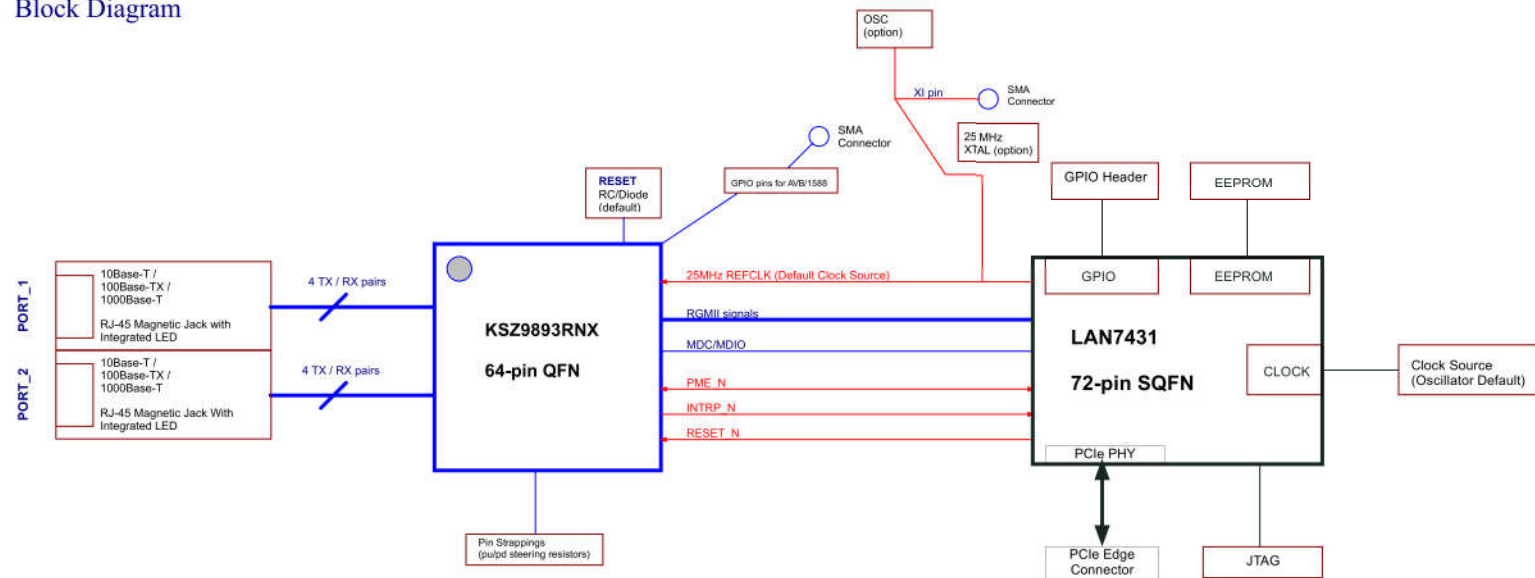 Block Diagram
OSC
(option)
XI pin
SMA
Connector
25 MHz
XTAL (option)
SMA
Connector
RESET
RC/Diode
(default)
GPIO pins for AVB/1588
GPIO Header
EEPROM
PORT_1
10Base-T /
100Base-TX /
1000Base-T
RJ-45 Magnetic Jack with
Integrated LED
4 TX / RX pairs
PORT_2
10Base-T /
100Base-TX /
1000Base-T
RJ-45 Magnetic Jack With
Integrated LED
4 TX / RX pairs
KSZ9893RNX
64-pin QFN
25MHz REFCLK (Default Clock Source)
RGMII signals
MDC/MDIO
PME_N
INTRP_N
RESET_N
GPIO
EEPROM
LAN7431
72-pin SQFN
CLOCK
Clock Source
(Oscillator Default)
PCIe PHY
Pin Strappings
(pu/pd steering resistors)
PCIe Edge
Connector
JTAG